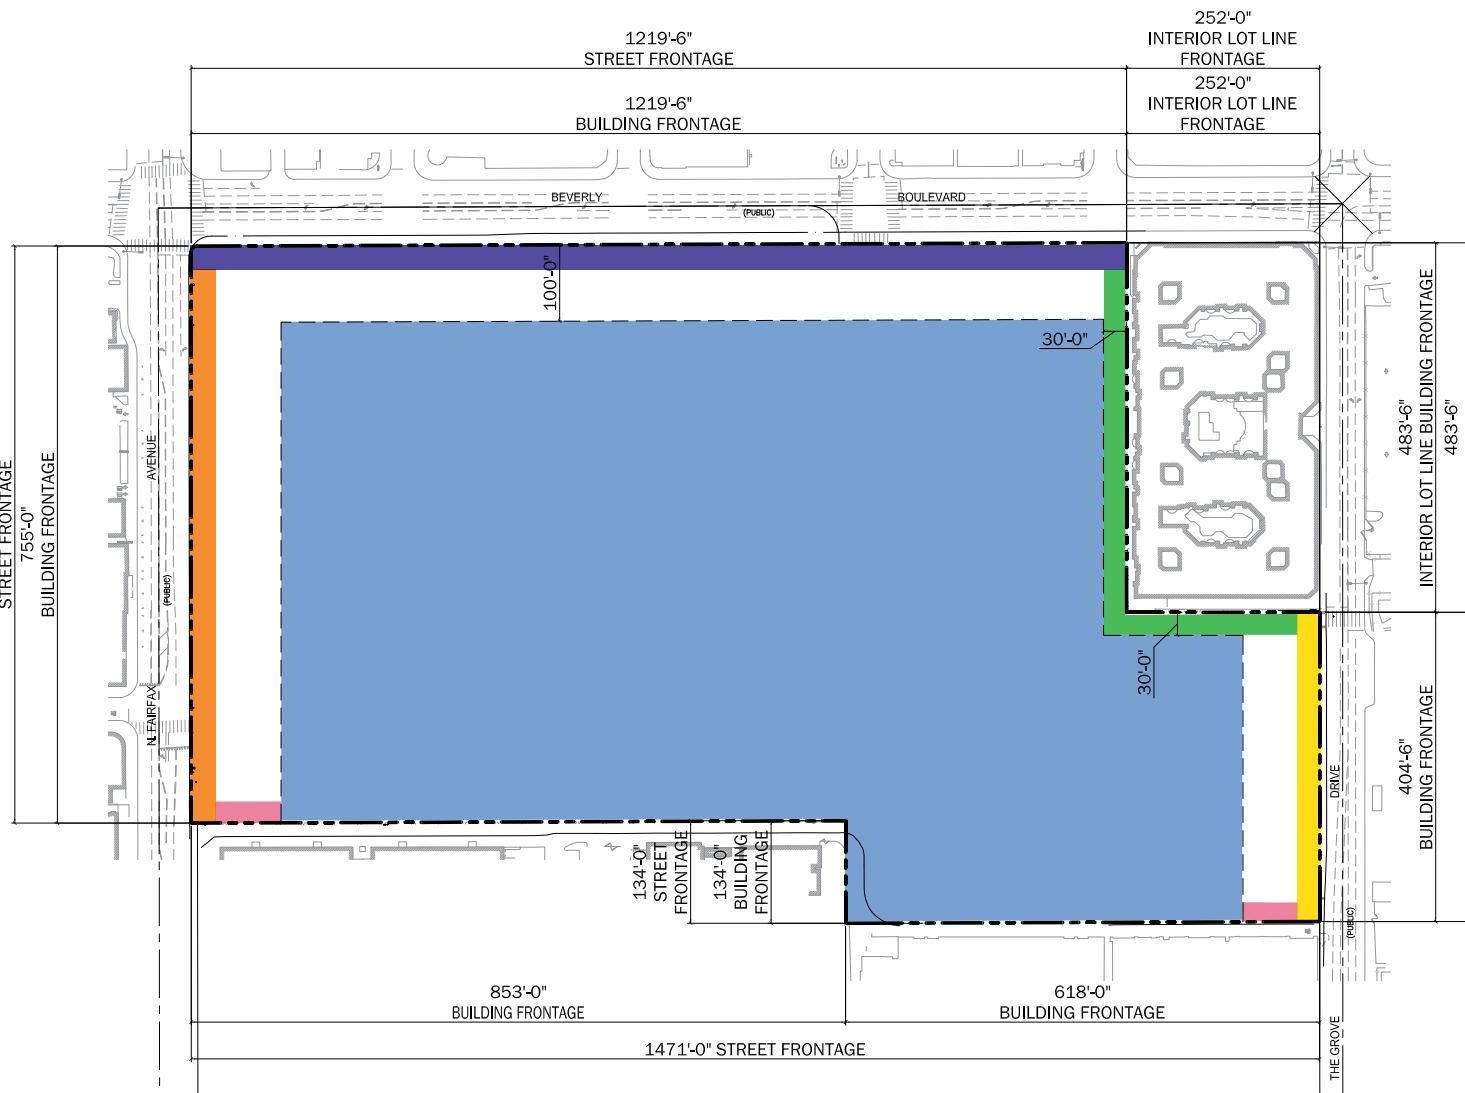 1219'-6"
STREET FRONTAGE
252'-0"
INTERIOR LOT LINE
FRONTAGE
1219'-6"
BUILDING FRONTAGE
252'-0"
INTERIOR LOT LINE
FRONTAGE
BEVERLY
BOULEVARD
(PUBLIC)
100'-0"
30'-0"
STREET FRONTAGE
755'-0"
BUILDING FRONTAGE
AVENUE
(PUBLIC)
N. FAIRFAX
483'-6"
INTERIOR LOT LINE BUILDING FRONTAGE
483'-6"
30'-0"
404'-6"
BUILDING FRONTAGE
DRIVE
(PUBLIC)
THE GROVE
134'-0"
STREET
FRONTAGE
134'-0"
BUILDING
FRONTAGE
853'-0"
BUILDING FRONTAGE
618'-0"
BUILDING FRONTAGE
1471'-0" STREET FRONTAGE